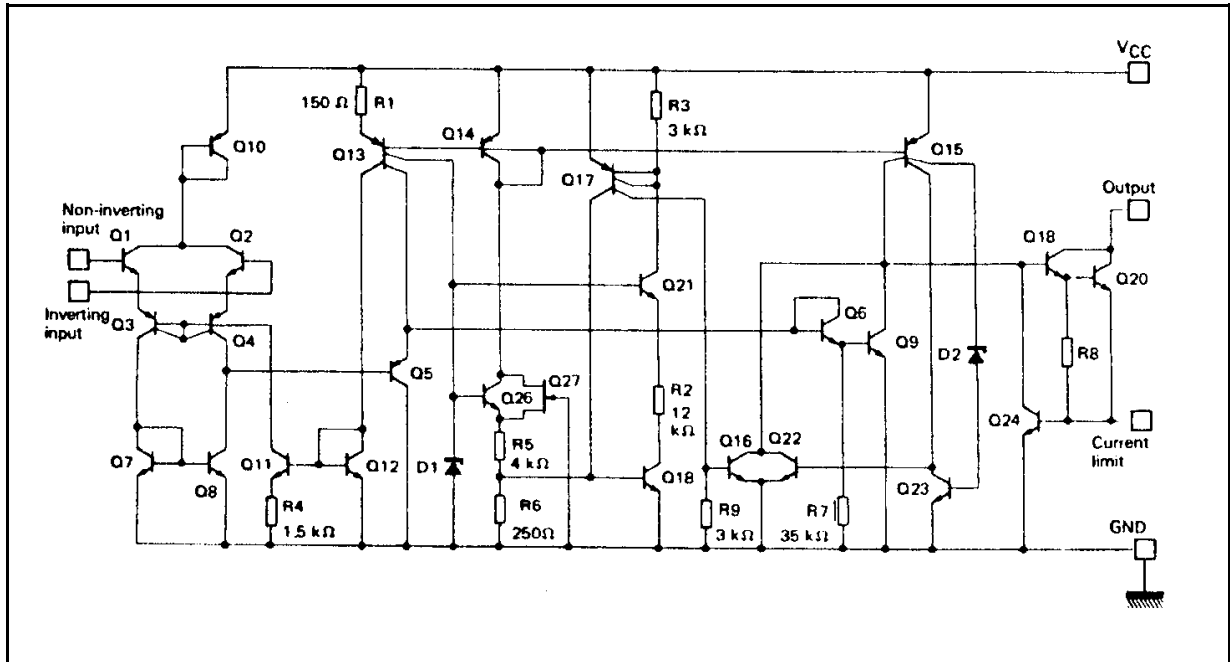 VCC
150 Ω
R1
R3
3 kΩ
Q10
Q13
Q14
Q17
Q15
Output
Non-inverting
input
Q1
Q2
Q18
Q20
Inverting
input
Q21
Q3
Q4
Q6
Q9
D2
R8
Q5
Q26
Q27
R2
12
kΩ
Q24
Current
limit
Q16
Q22
R5
4 kΩ
Q7
Q8
Q11
Q12
D1
Q18
Q23
R4
1.5 kΩ
R6
250Ω
R9
3 kΩ
R7
35 kΩ
GND